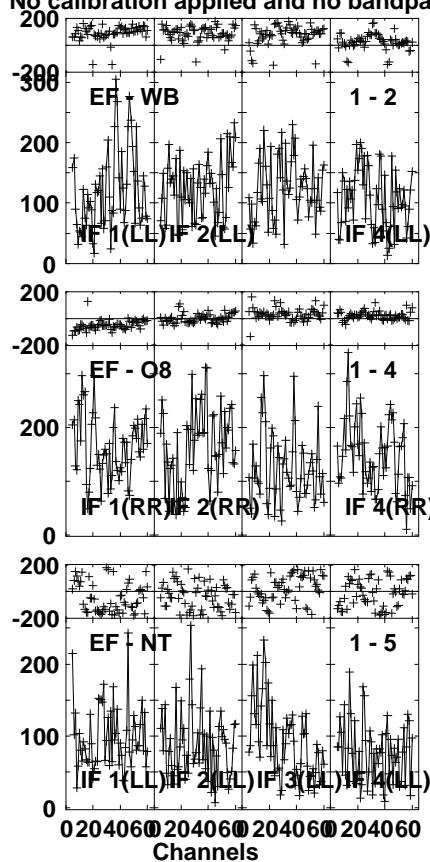 No calibration applied and no bandpa
200
-200
300
EF - WB 1 - 2
200
100
IF 1(LL) IF 2(LL) IF 4(LL)
0
200
-200
EF - O8 1 - 4
200
IF 1(RR) IF 2(RR) IF 4(RR)
0
200
-200
EF - NT 1 - 5
200
100
IF 1(LL) IF 2(LL) IF 3(LL) IF 4(LL)
0
0 20 40 60 0 20 40 60 0 20 40 60 0 20 40 60
Channels